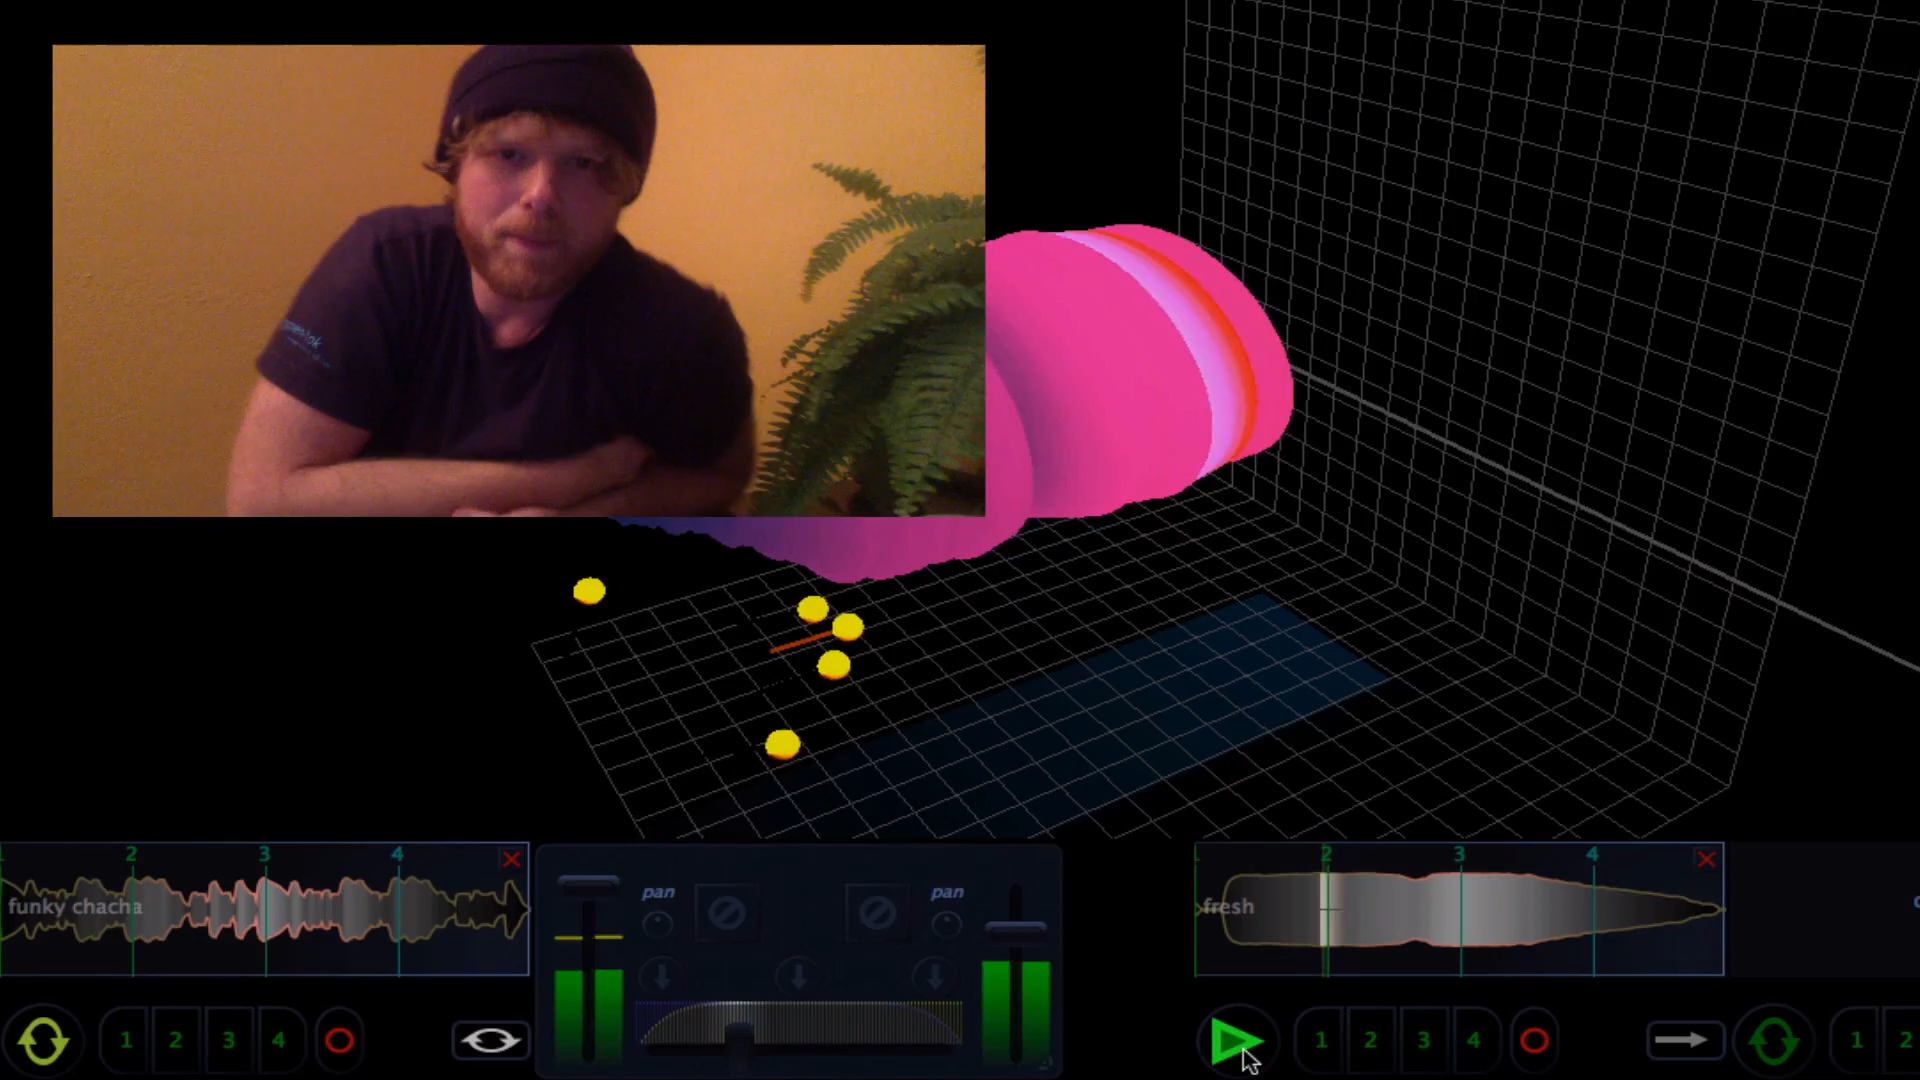 2 3 4
funky chacha
1 2 3 4
pan pan
2 3 4
fresh
1 2 3 4
1 2